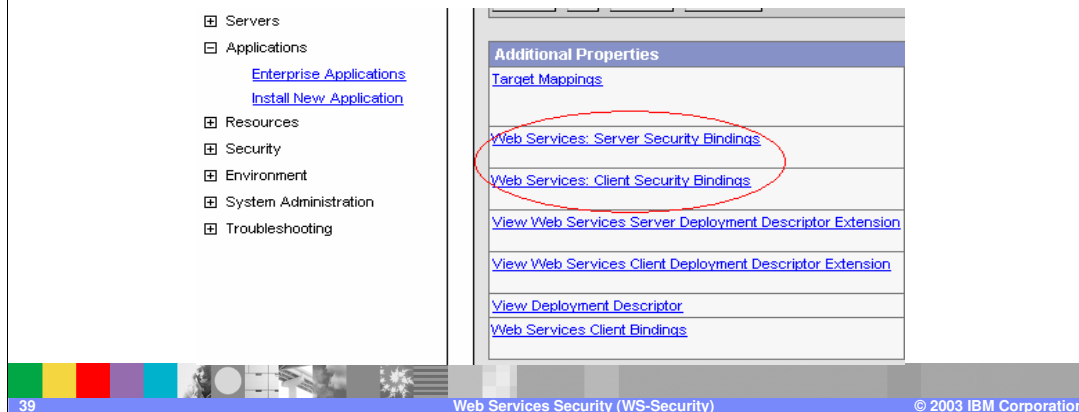 Servers
Applications
Enterprise Applications
Install New Application
Resources
Security
Environment
System Administration
Troubleshooting
Additional Properties
Target Mappings
Web Services: Server Security Bindings
Web Services: Client Security Bindings
View Web Services Server Deployment Descriptor Extension
View Web Services Client Deployment Descriptor Extension
View Deployment Descriptor
Web Services Client Bindings
39
Web Services Security (WS-Security)
© 2003 IBM Corporation